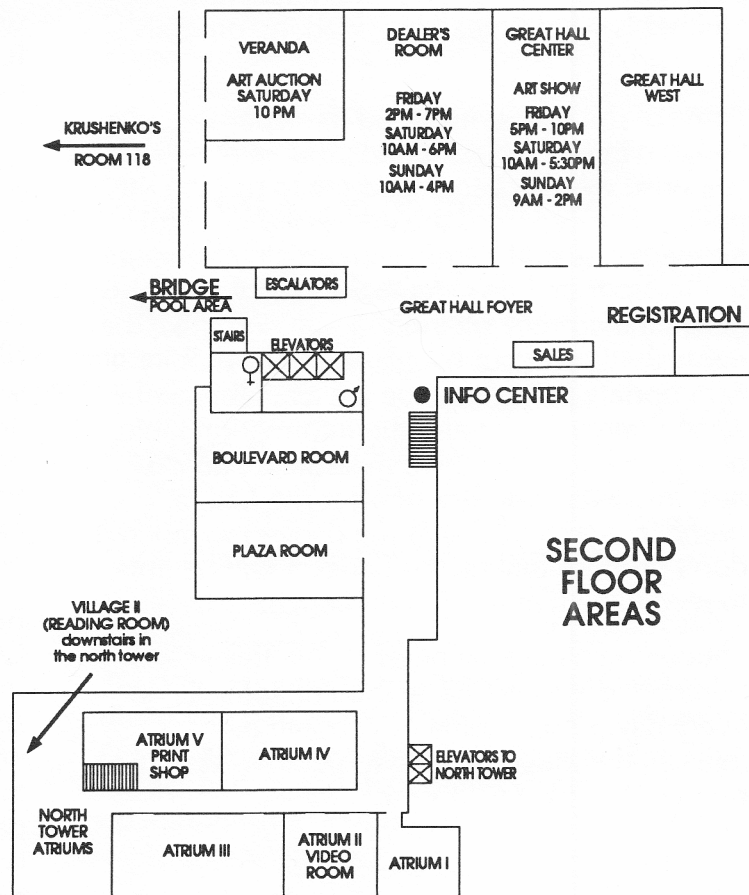 VERANDA
ART AUCTION
SATURDAY
10 PM
DEALER'S
ROOM
FRIDAY
2PM - 7PM
SATURDAY
10AM - 6PM
SUNDAY
10AM - 4PM
GREAT HALL
CENTER
ART SHOW
FRIDAY
5PM - 10PM
SATURDAY
10AM - 5:30PM
SUNDAY
9AM - 2PM
GREAT HALL
WEST
KRUSHENKO'S
ROOM 118
BRIDGE
POOL AREA
ESCALATORS
GREAT HALL FOYER
REGISTRATION
STAIRS
ELEVATORS
SALES
INFO CENTER
BOULEVARD ROOM
PLAZA ROOM
SECOND
FLOOR
AREAS
VILLAGE II
(READING ROOM)
downstairs in
the north tower
ATRIUM V
PRINT
SHOP
ATRIUM IV
ELEVATORS TO
NORTH TOWER
NORTH
TOWER
ATRIUMS
ATRIUM III
ATRIUM II
VIDEO
ROOM
ATRIUM I